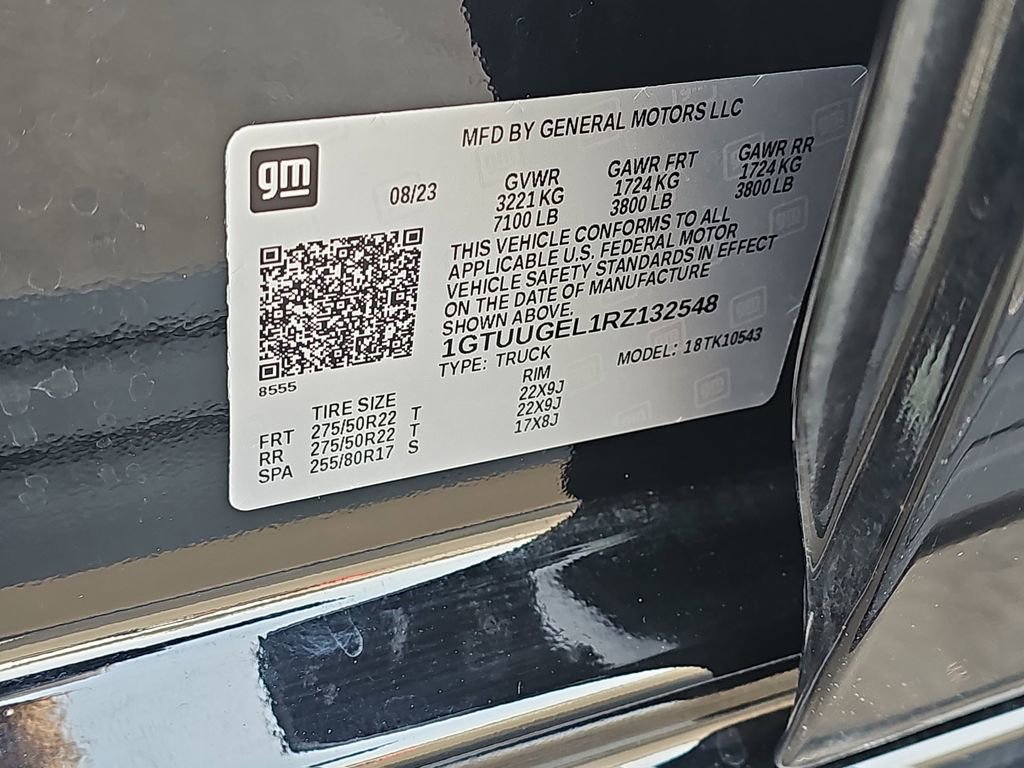 gm
MFD BY GENERAL MOTORS LLC
08/23
GVWR
3221 KG
7100 LB
GAWR FRT
1724 KG
3800 LB
GAWR RR
1724 KG
3800 LB
THIS VEHICLE CONFORMS TO ALL
APPLICABLE U.S. FEDERAL MOTOR
VEHICLE SAFETY STANDARDS IN EFFECT
ON THE DATE OF MANUFACTURE
SHOWN ABOVE.
1GTUUGEL1RZ132548
TYPE: TRUCK MODEL: 18TK10543
8555
TIRE SIZE RIM
FRT 275/50R22 T 22X9J
RR 275/50R22 T 22X9J
SPA 255/80R17 S 17X8J